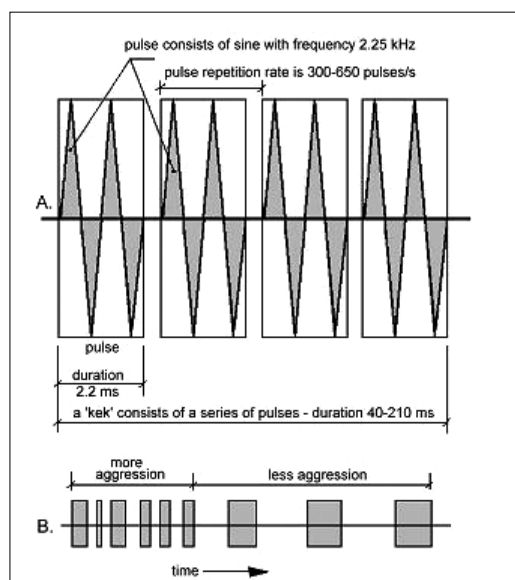 pulse consists of sine with frequency 2.25 kHz
pulse repetition rate is 300-650 pulses/s
A.
pulse
duration
2.2 ms
a 'kek' consists of a series of pulses - duration 40-210 ms
more
aggression
less aggression
B.
time